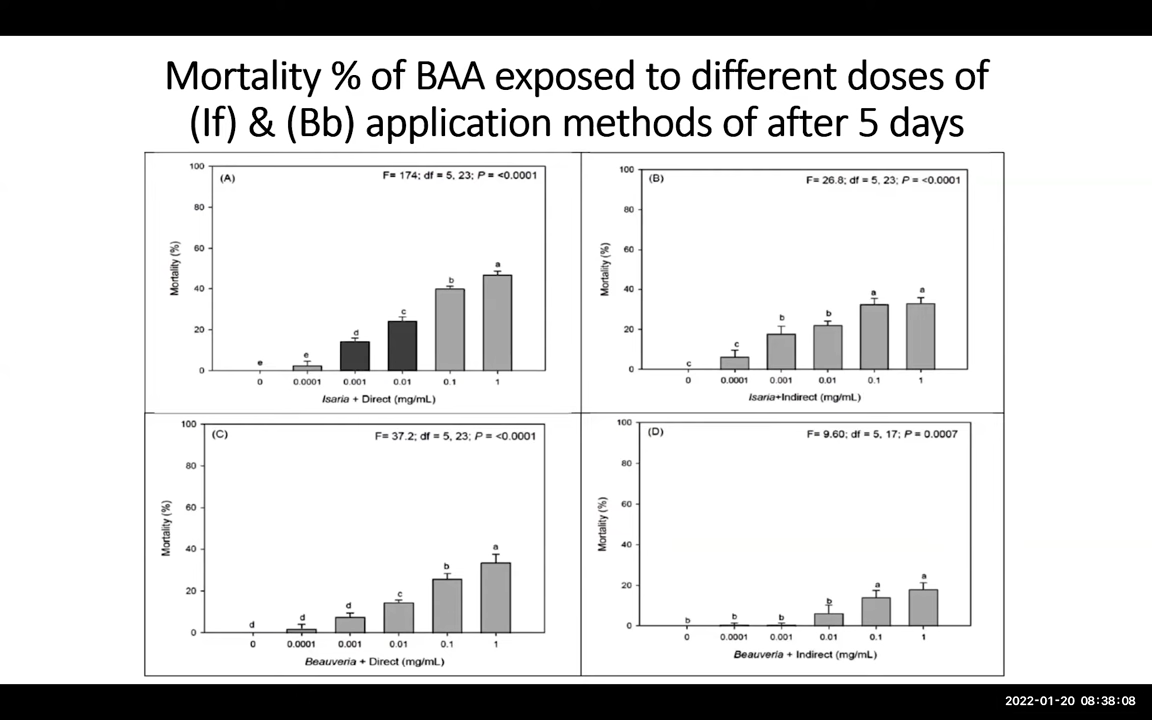 Mortality % of BAA exposed to different doses of
(If) & (Bb) application methods of after 5 days
(A)
F= 174; df = 5, 23; P = <0.0001
100
80
60
40
20
0
Mortality (%)
e
e
d
c
b
a
0 0.0001 0.001 0.01 0.1 1
Isaria + Direct (mg/mL)
(B)
F= 26.8; df = 5, 23; P = <0.0001
100
80
60
40
20
0
Mortality (%)
c
c
b
b
a
a
0 0.0001 0.001 0.01 0.1 1
Isaria+Indirect (mg/mL)
(C)
F= 37.2; df = 5, 23; P = <0.0001
100
80
60
40
20
0
Mortality (%)
d
d
d
c
b
a
0 0.0001 0.001 0.01 0.1 1
Beauveria + Direct (mg/mL)
(D)
F= 9.60; df = 5, 17; P = 0.0007
100
80
60
40
20
0
Mortality (%)
b
b
b
b
a
a
0 0.0001 0.001 0.01 0.1 1
Beauveria + Indirect (mg/mL)
2022-01-20 08:38:08